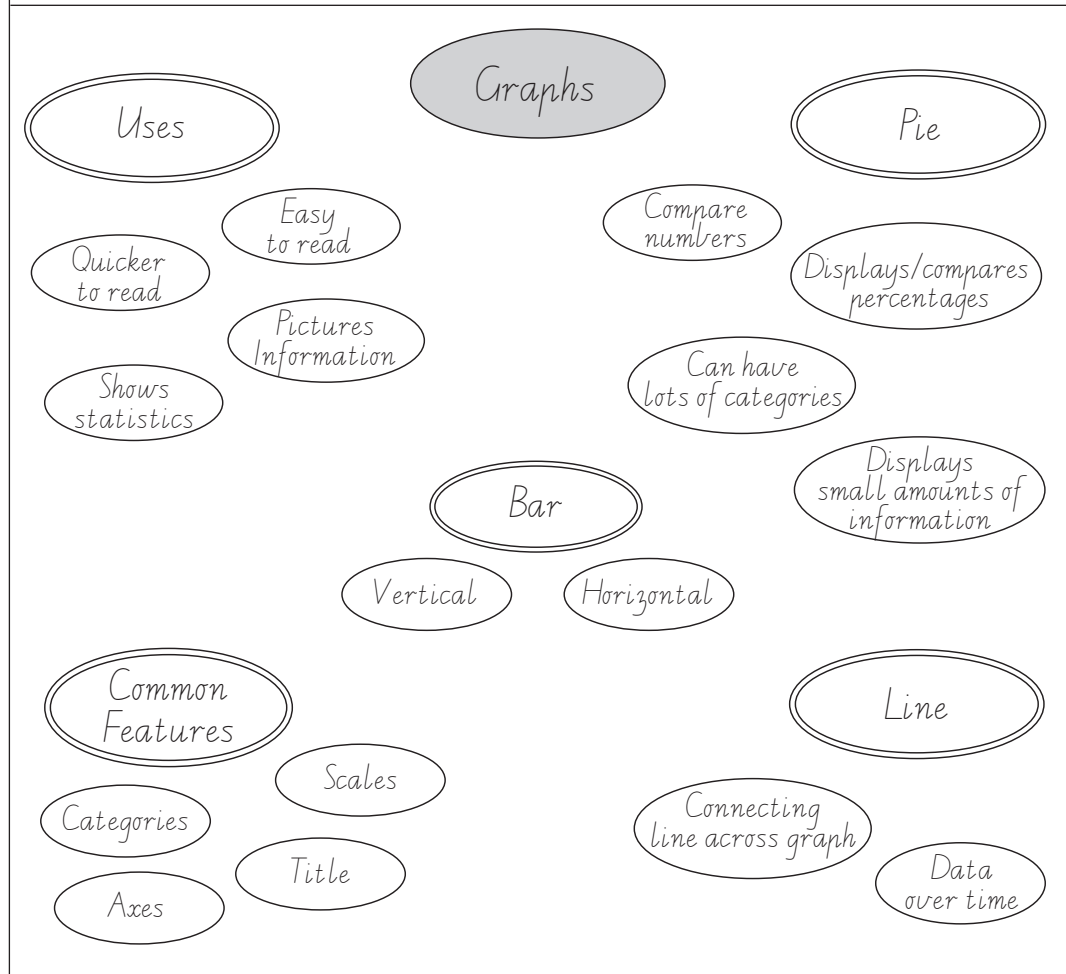 Graphs
Uses
Easy
to read
Quicker
to read
Pictures
Information
Shows
statistics
Pie
Compare
numbers
Displays/compares
percentages
Can have
lots of categories
Displays
small amounts of
information
Bar
Vertical
Horizontal
Common
Features
Scales
Categories
Title
Axes
Line
Connecting
line across graph
Data
over time